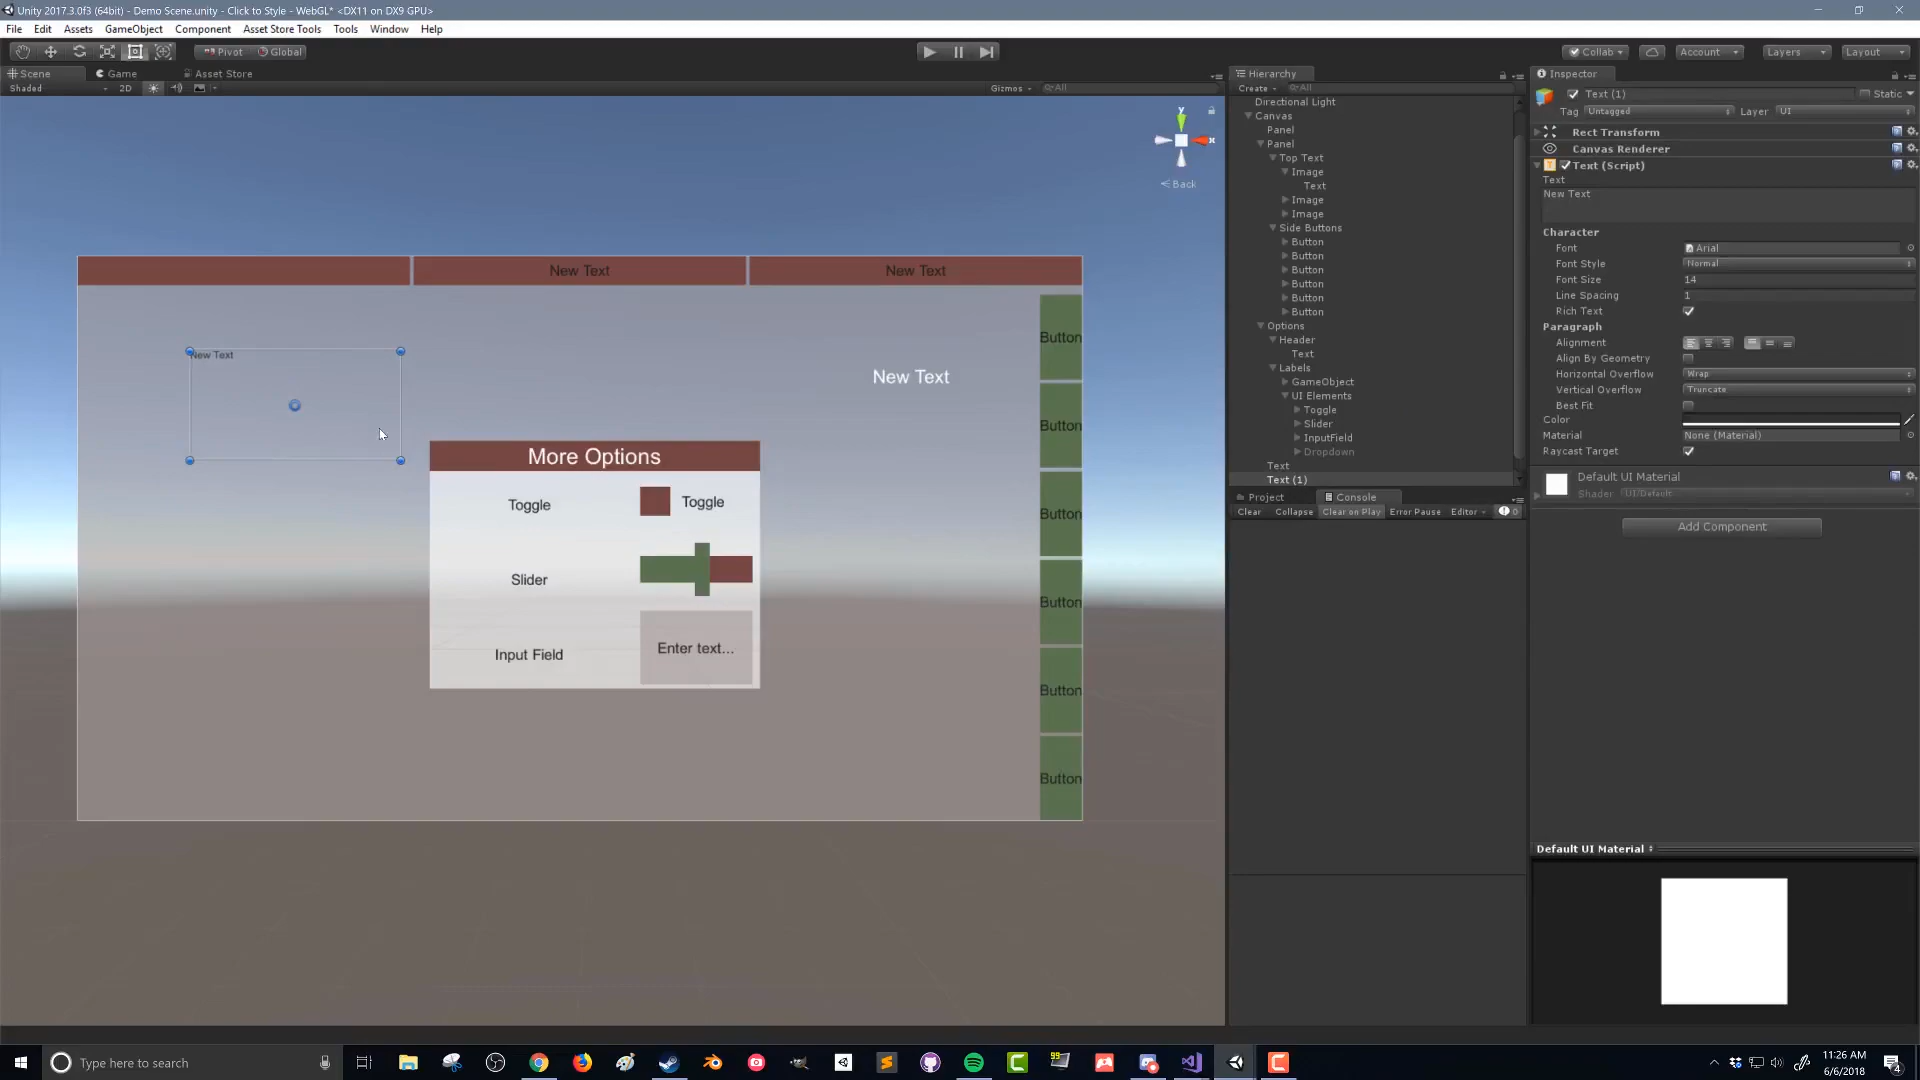 Unity 2017.3.0f3 (64bit) - Demo Scene.unity - Click to Style - WebGL* <DX11 on DX9 GPU>
File Edit Assets GameObject Component Asset Store Tools Tools Window Help
Pivot Global Collab Account Layers Layout
Scene Game Asset Store
Shaded 2D Gizmos All
y
x
Back
New Text
New Text
New Text
New Text
More Options
Toggle
Toggle
Slider
Input Field
Enter text...
Button
Button
Button
Button
Button
Button
Hierarchy
Create All
Directional Light
Canvas
Panel
Panel
Top Text
Image
Text
Image
Image
Side Buttons
Button
Button
Button
Button
Button
Button
Options
Header
Text
Labels
GameObject
UI Elements
Toggle
Slider
InputField
Dropdown
Text
Text (1)
Project Console
Clear Collapse Clear on Play Error Pause Editor 0
Inspector
Text (1) Static
Tag Untagged Layer UI
Rect Transform
Canvas Renderer
Text (Script)
Text
New Text
Character
Font Arial
Font Style Normal
Font Size 14
Line Spacing 1
Rich Text
Paragraph
Alignment
Align By Geometry
Horizontal Overflow Wrap
Vertical Overflow Truncate
Best Fit
Color
Material None (Material)
Raycast Target
Default UI Material
Shader UI/Default
Add Component
Default UI Material
Type here to search
99
11:26 AM
6/6/2018
4